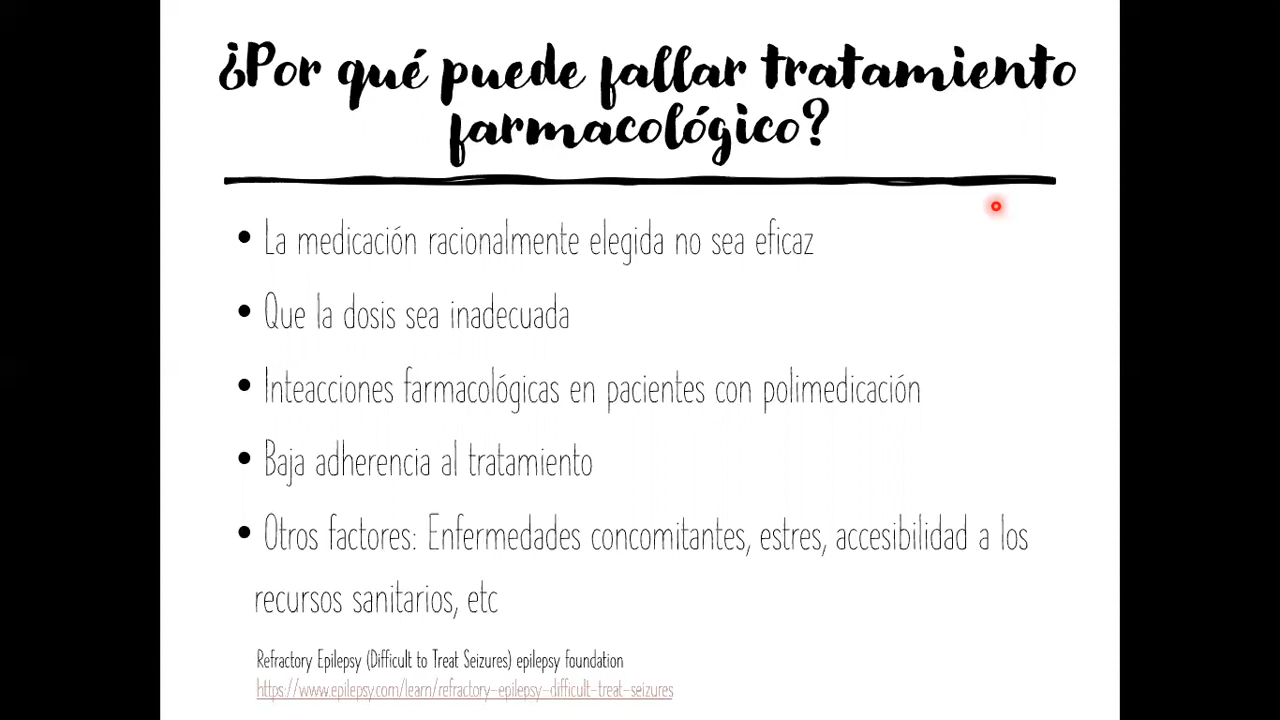 ¿Por qué puede fallar tratamiento
farmacológico?
• La medicación racionalmente elegida no sea eficaz
• Que la dosis sea inadecuada
• Inteacciones farmacológicas en pacientes con polimedicación
• Baja adherencia al tratamiento
• Otros factores: Enfermedades concomitantes, estres, accesibilidad a los
recursos sanitarios, etc
Refractory Epilepsy (Difficult to Treat Seizures) epilepsy foundation
https://www.epilepsy.com/learn/refractory-epilepsy-difficult-treat-seizures